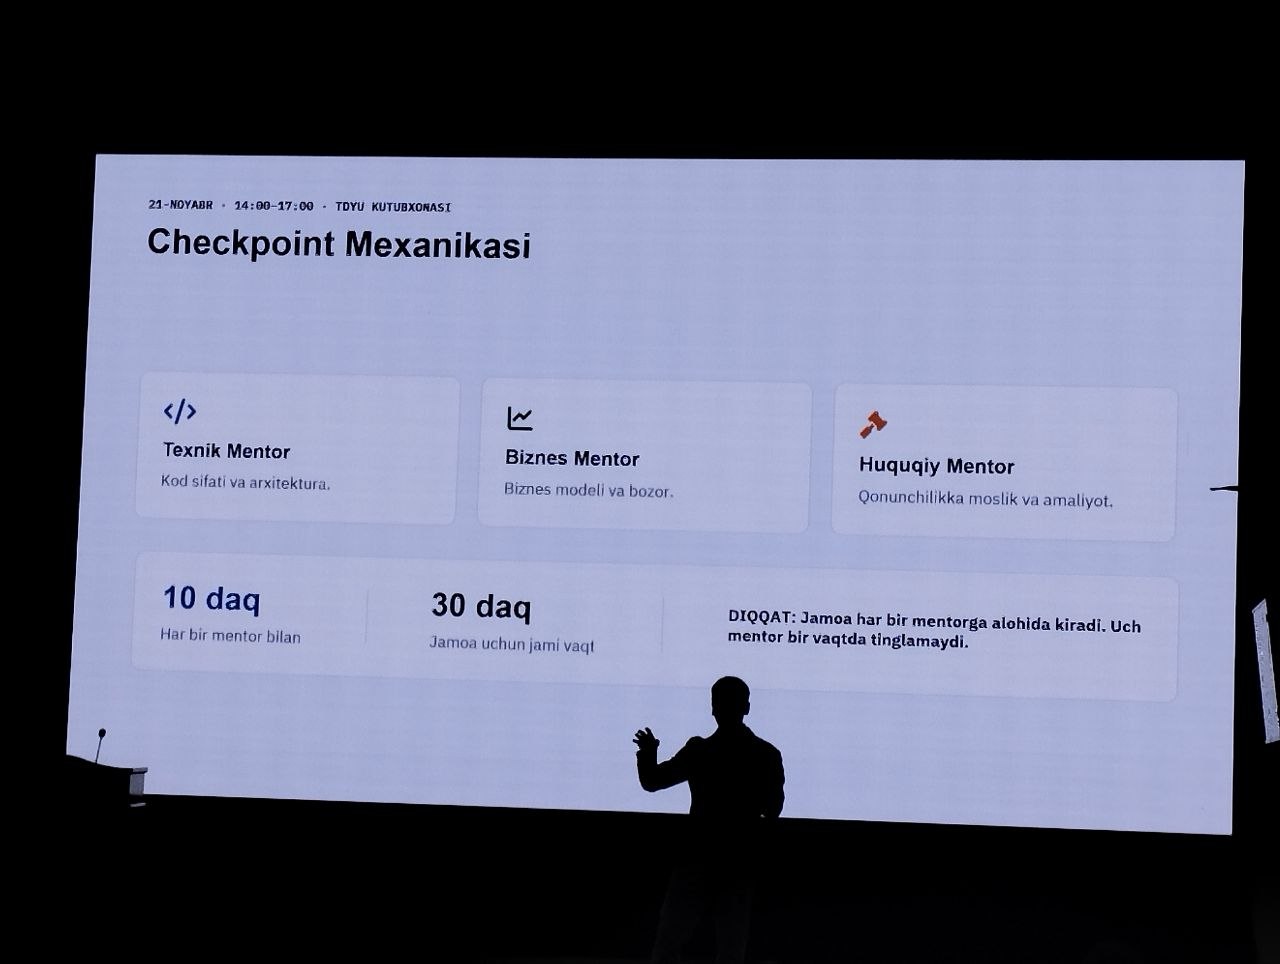 21-NOYABR · 14:00-17:00 · TDYU KUTUBXONASI
Checkpoint Mexanikasi
</>
Texnik Mentor
Kod sifati va arxitektura.
Biznes Mentor
Biznes modeli va bozor.
Huquqiy Mentor
Qonunchilikka moslik va amaliyot.
10 daq
Har bir mentor bilan
30 daq
Jamoa uchun jami vaqt
DIQQAT: Jamoa har bir mentorga alohida kiradi. Uch
mentor bir vaqtda tinglamaydi.